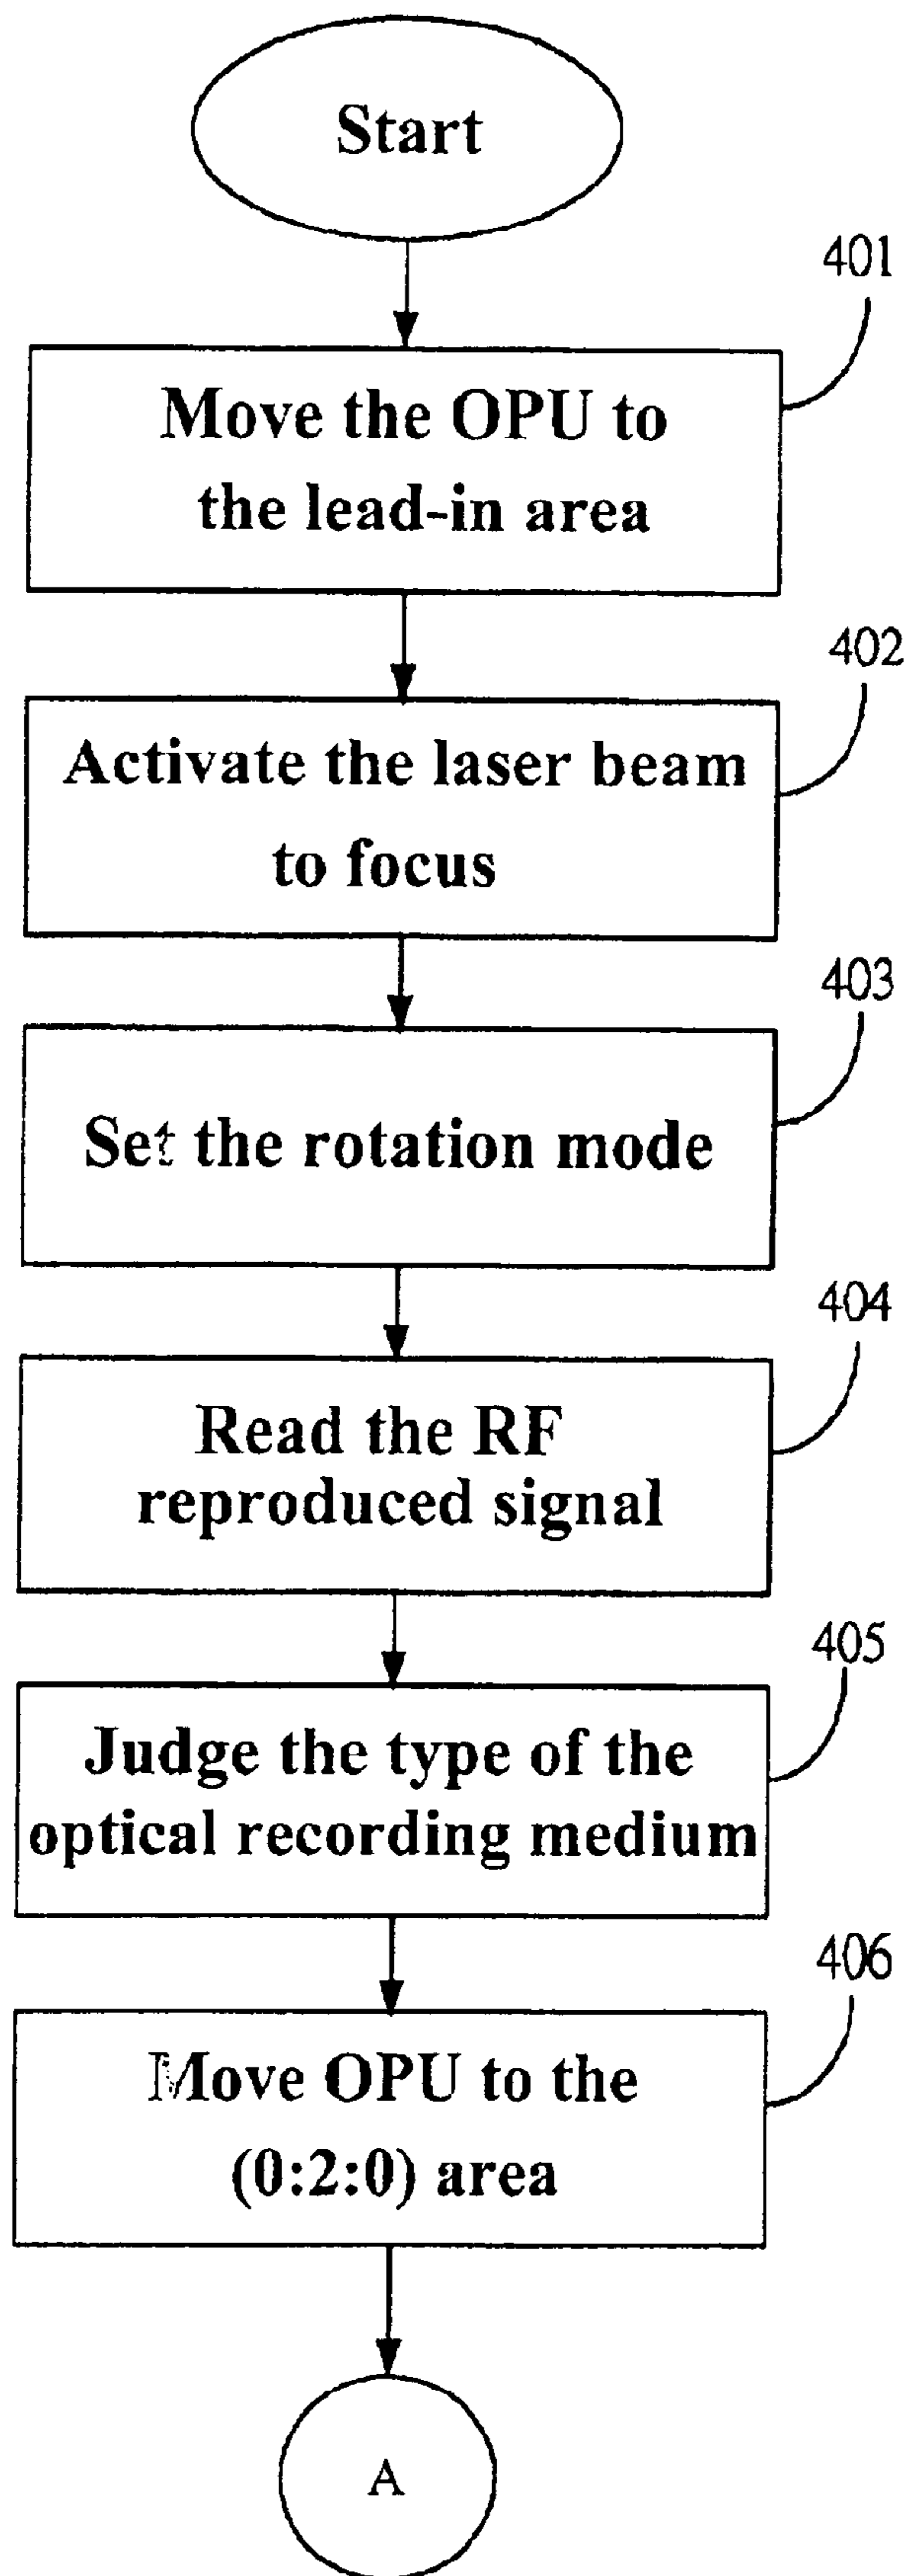 Start
401
Move the OPU to
the lead-in area
402
Activate the laser beam
to focus
403
Set the rotation mode
404
Read the RF
reproduced signal
405
Judge the type of the
optical recording medium
406
Move OPU to the
(0:2:0) area
A